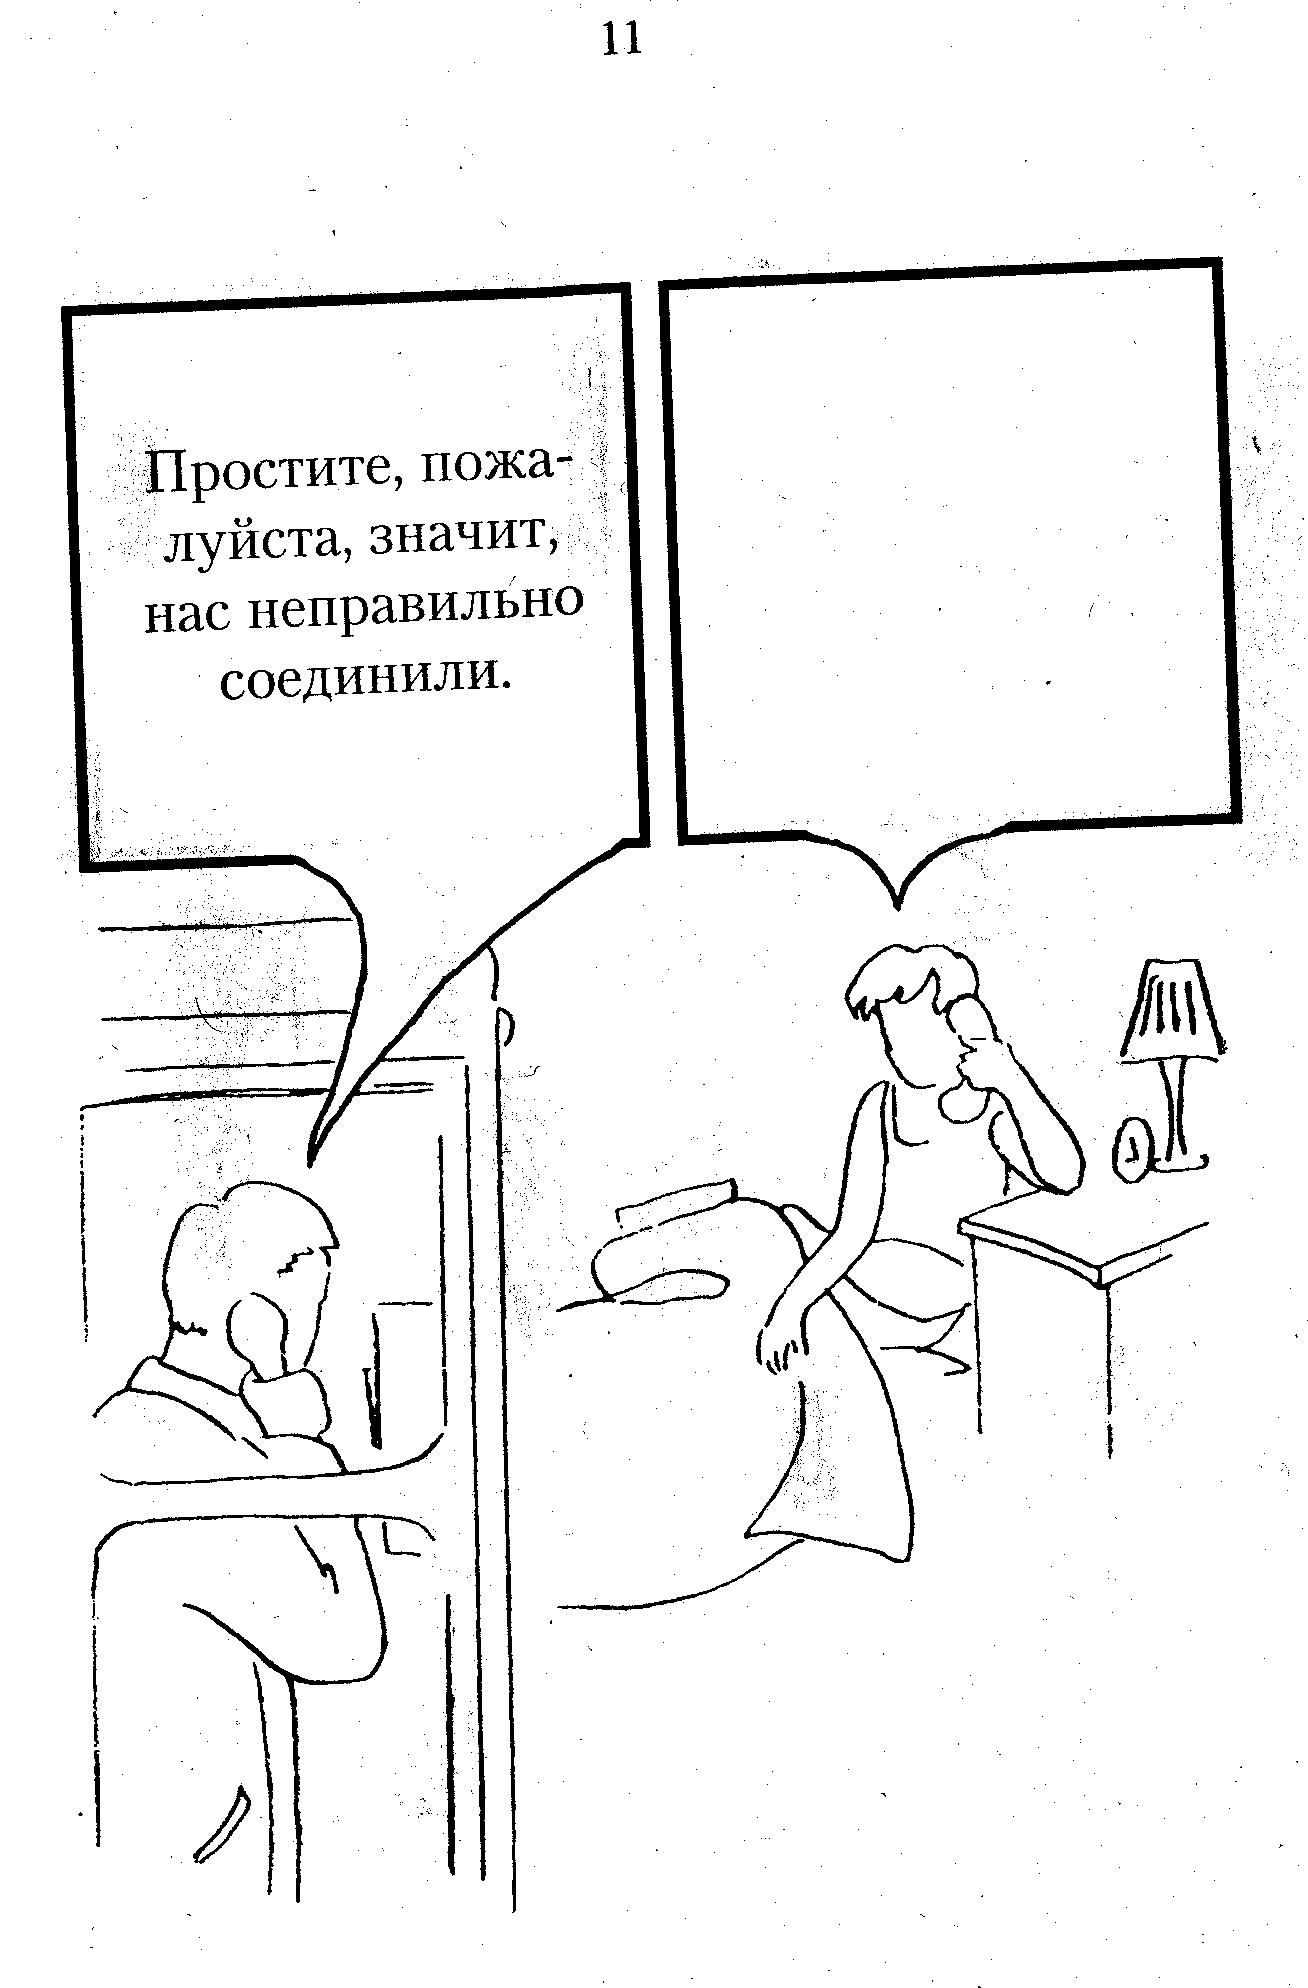 11
Простите, пожа-
луйста, значит,
нас неправильно
соединили.